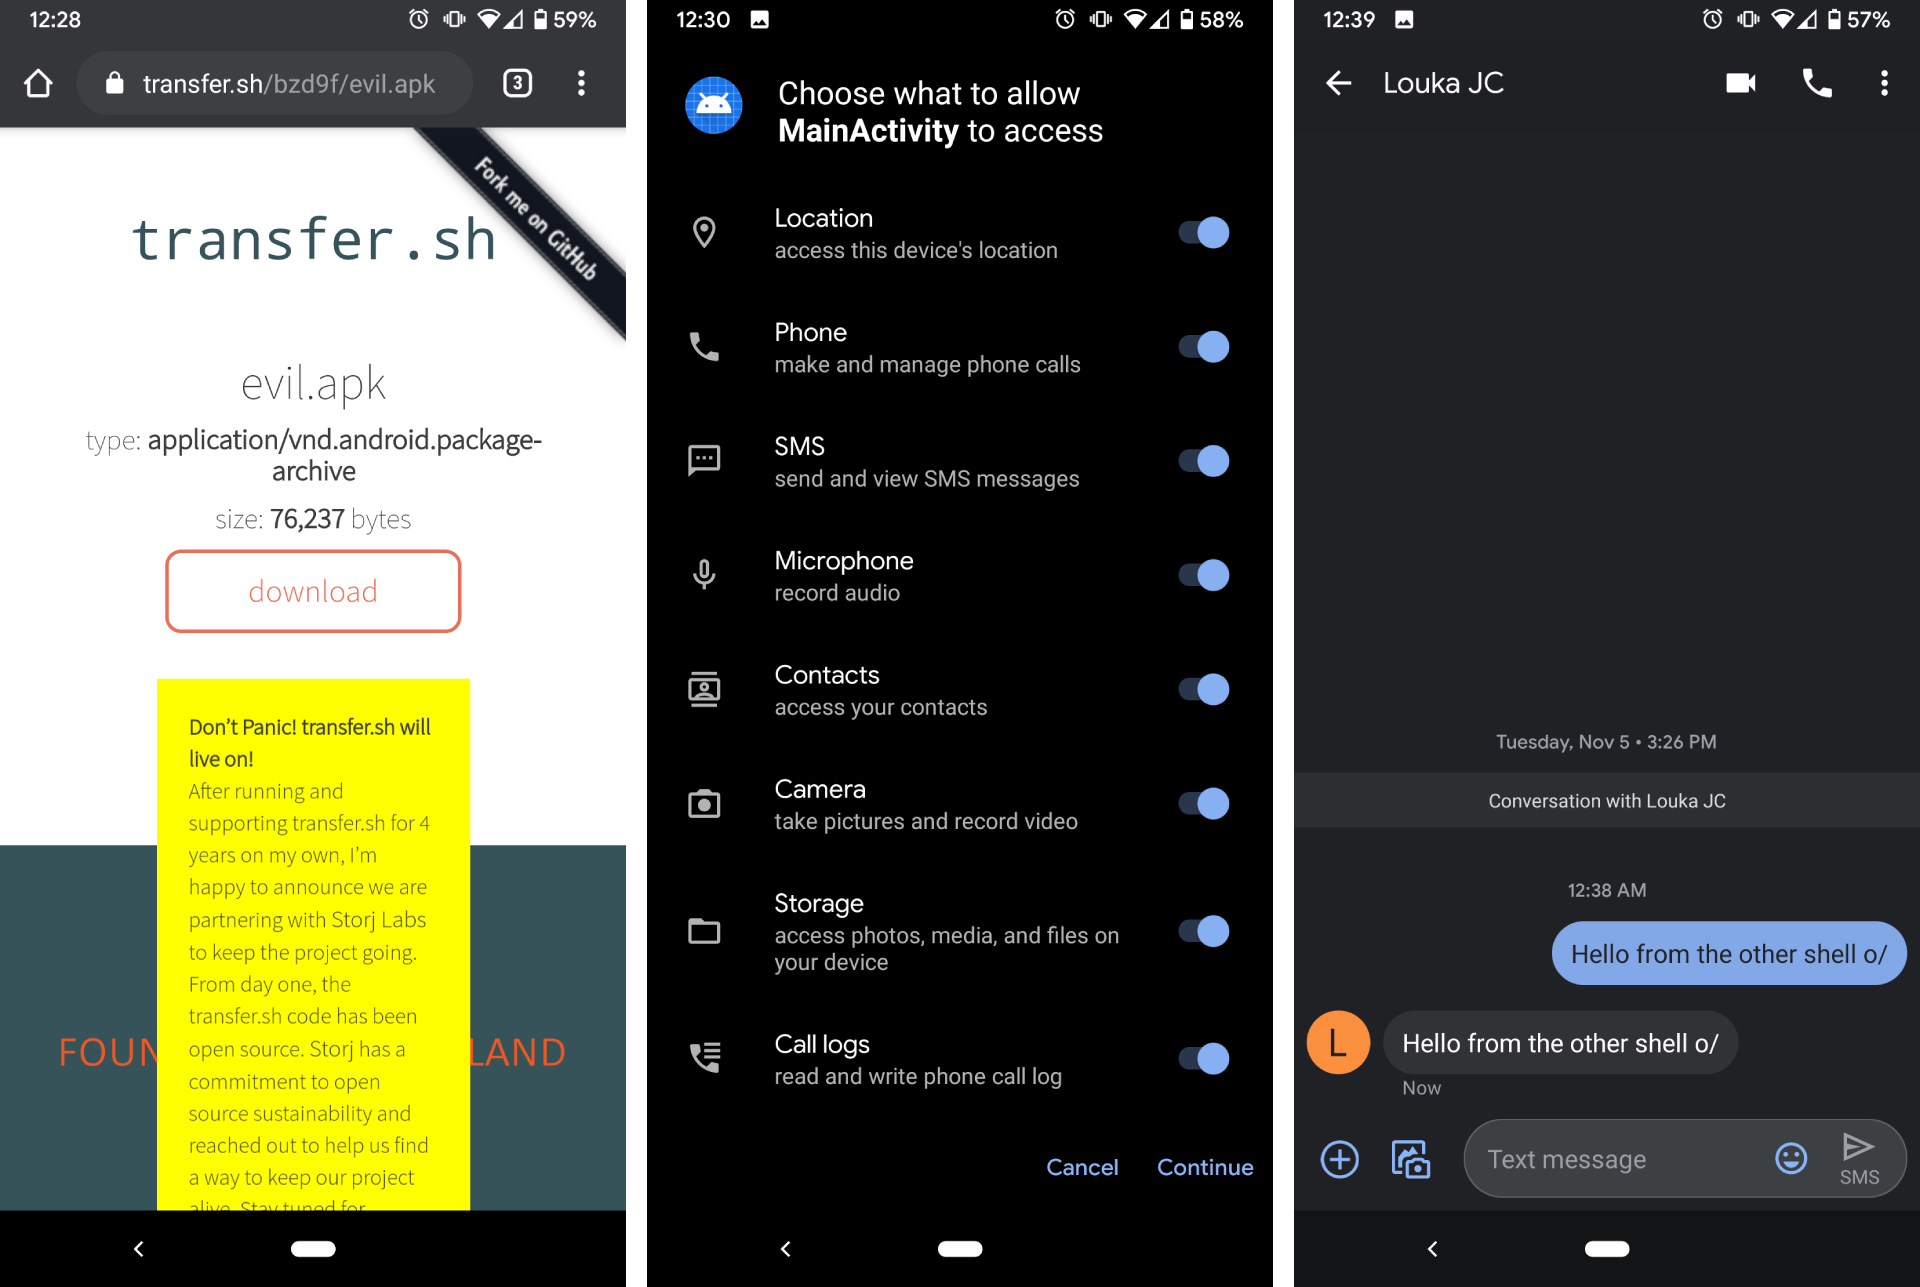 12:28
59%
transfer.sh/bzd9f/evil.apk
3
Fork me on GitHub
transfer.sh
evil.apk
type: application/vnd.android.package-
archive
size: 76,237 bytes
download
Don’t Panic! transfer.sh will
live on!
After running and
supporting transfer.sh for 4
years on my own, I’m
happy to announce we are
partnering with Storj Labs
to keep the project going.
From day one, the
transfer.sh code has been
open source. Storj has a
commitment to open
source sustainability and
reached out to help us find
a way to keep our project
alive. Stay tuned for
FOUN
LAND
12:30
58%
Choose what to allow
MainActivity to access
Location
access this device's location
Phone
make and manage phone calls
SMS
send and view SMS messages
Microphone
record audio
Contacts
access your contacts
Camera
take pictures and record video
Storage
access photos, media, and files on
your device
Call logs
read and write phone call log
Cancel
Continue
12:39
57%
Louka JC
Tuesday, Nov 5 • 3:26 PM
Conversation with Louka JC
12:38 AM
Hello from the other shell o/
L
Hello from the other shell o/
Now
Text message
SMS